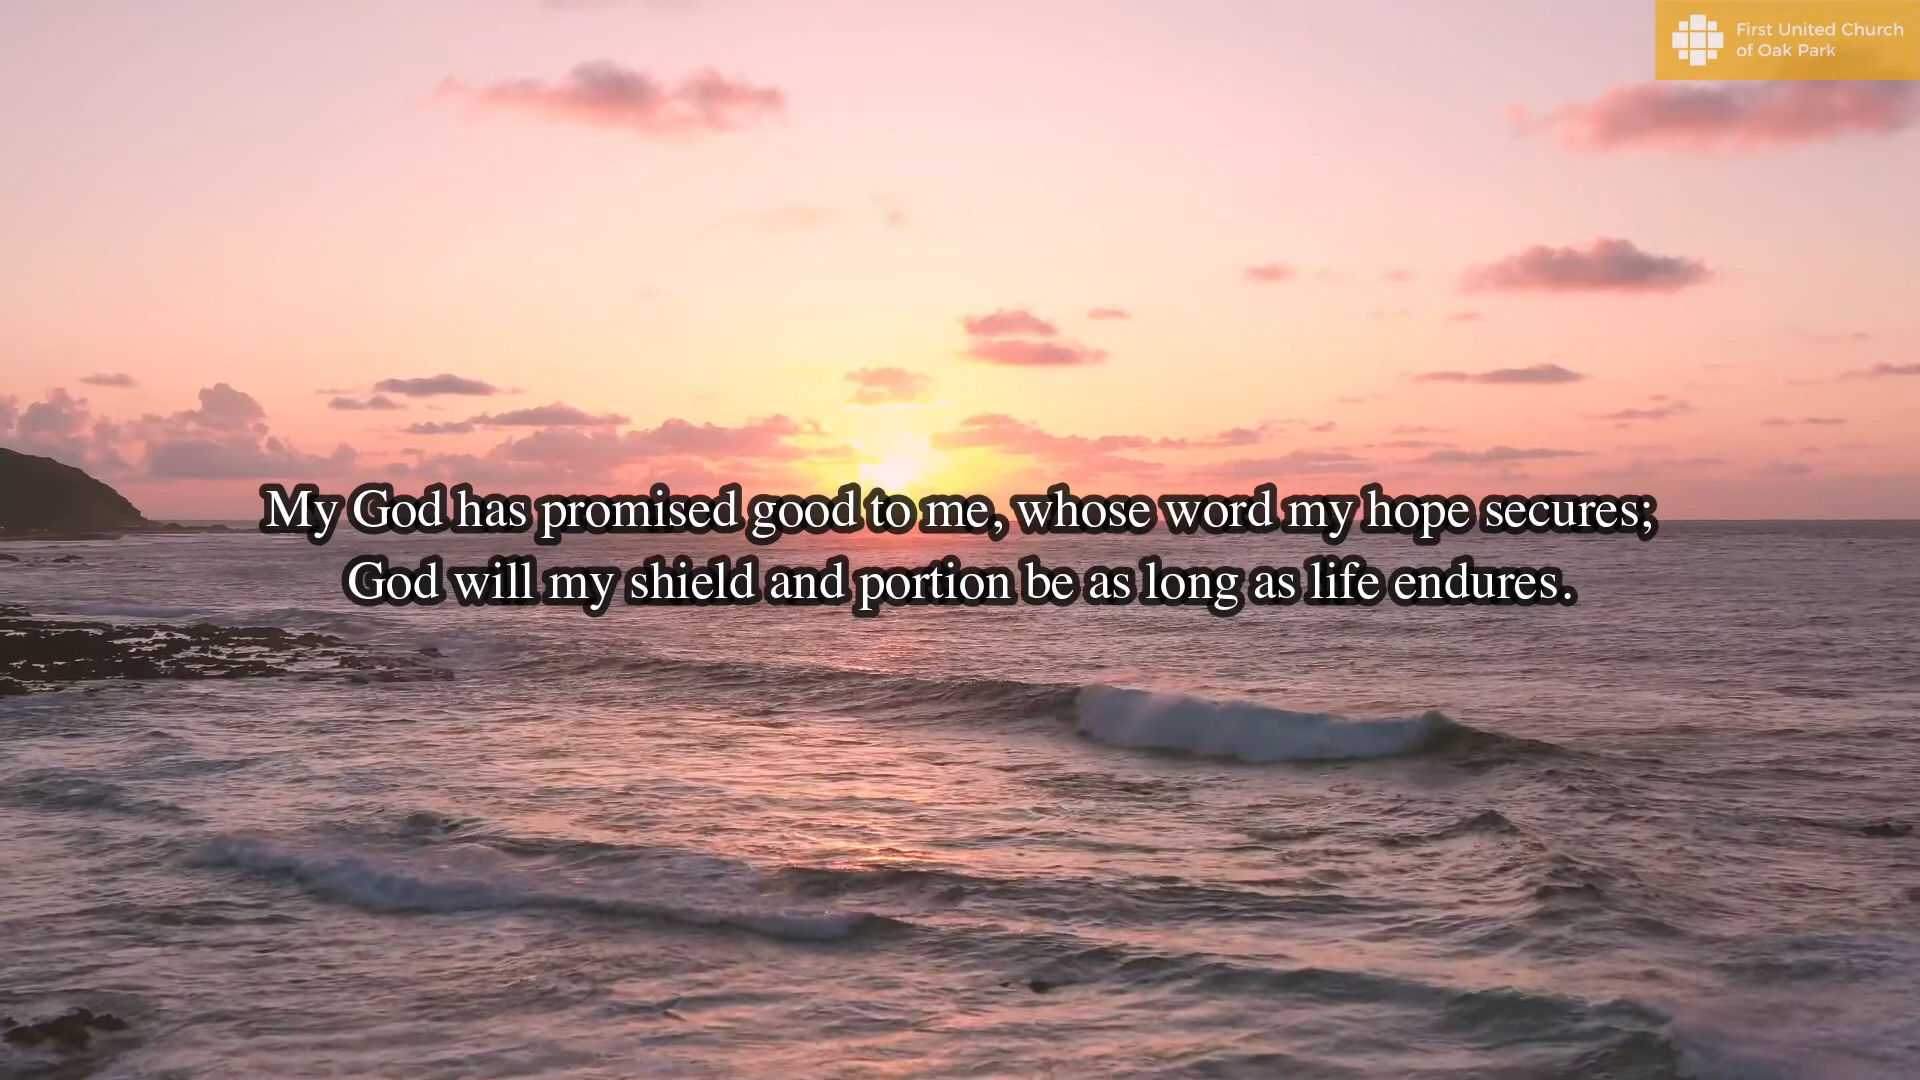 First United Church
of Oak Park
My God has promised good to me, whose word my hope secures;
God will my shield and portion be as long as life endures.